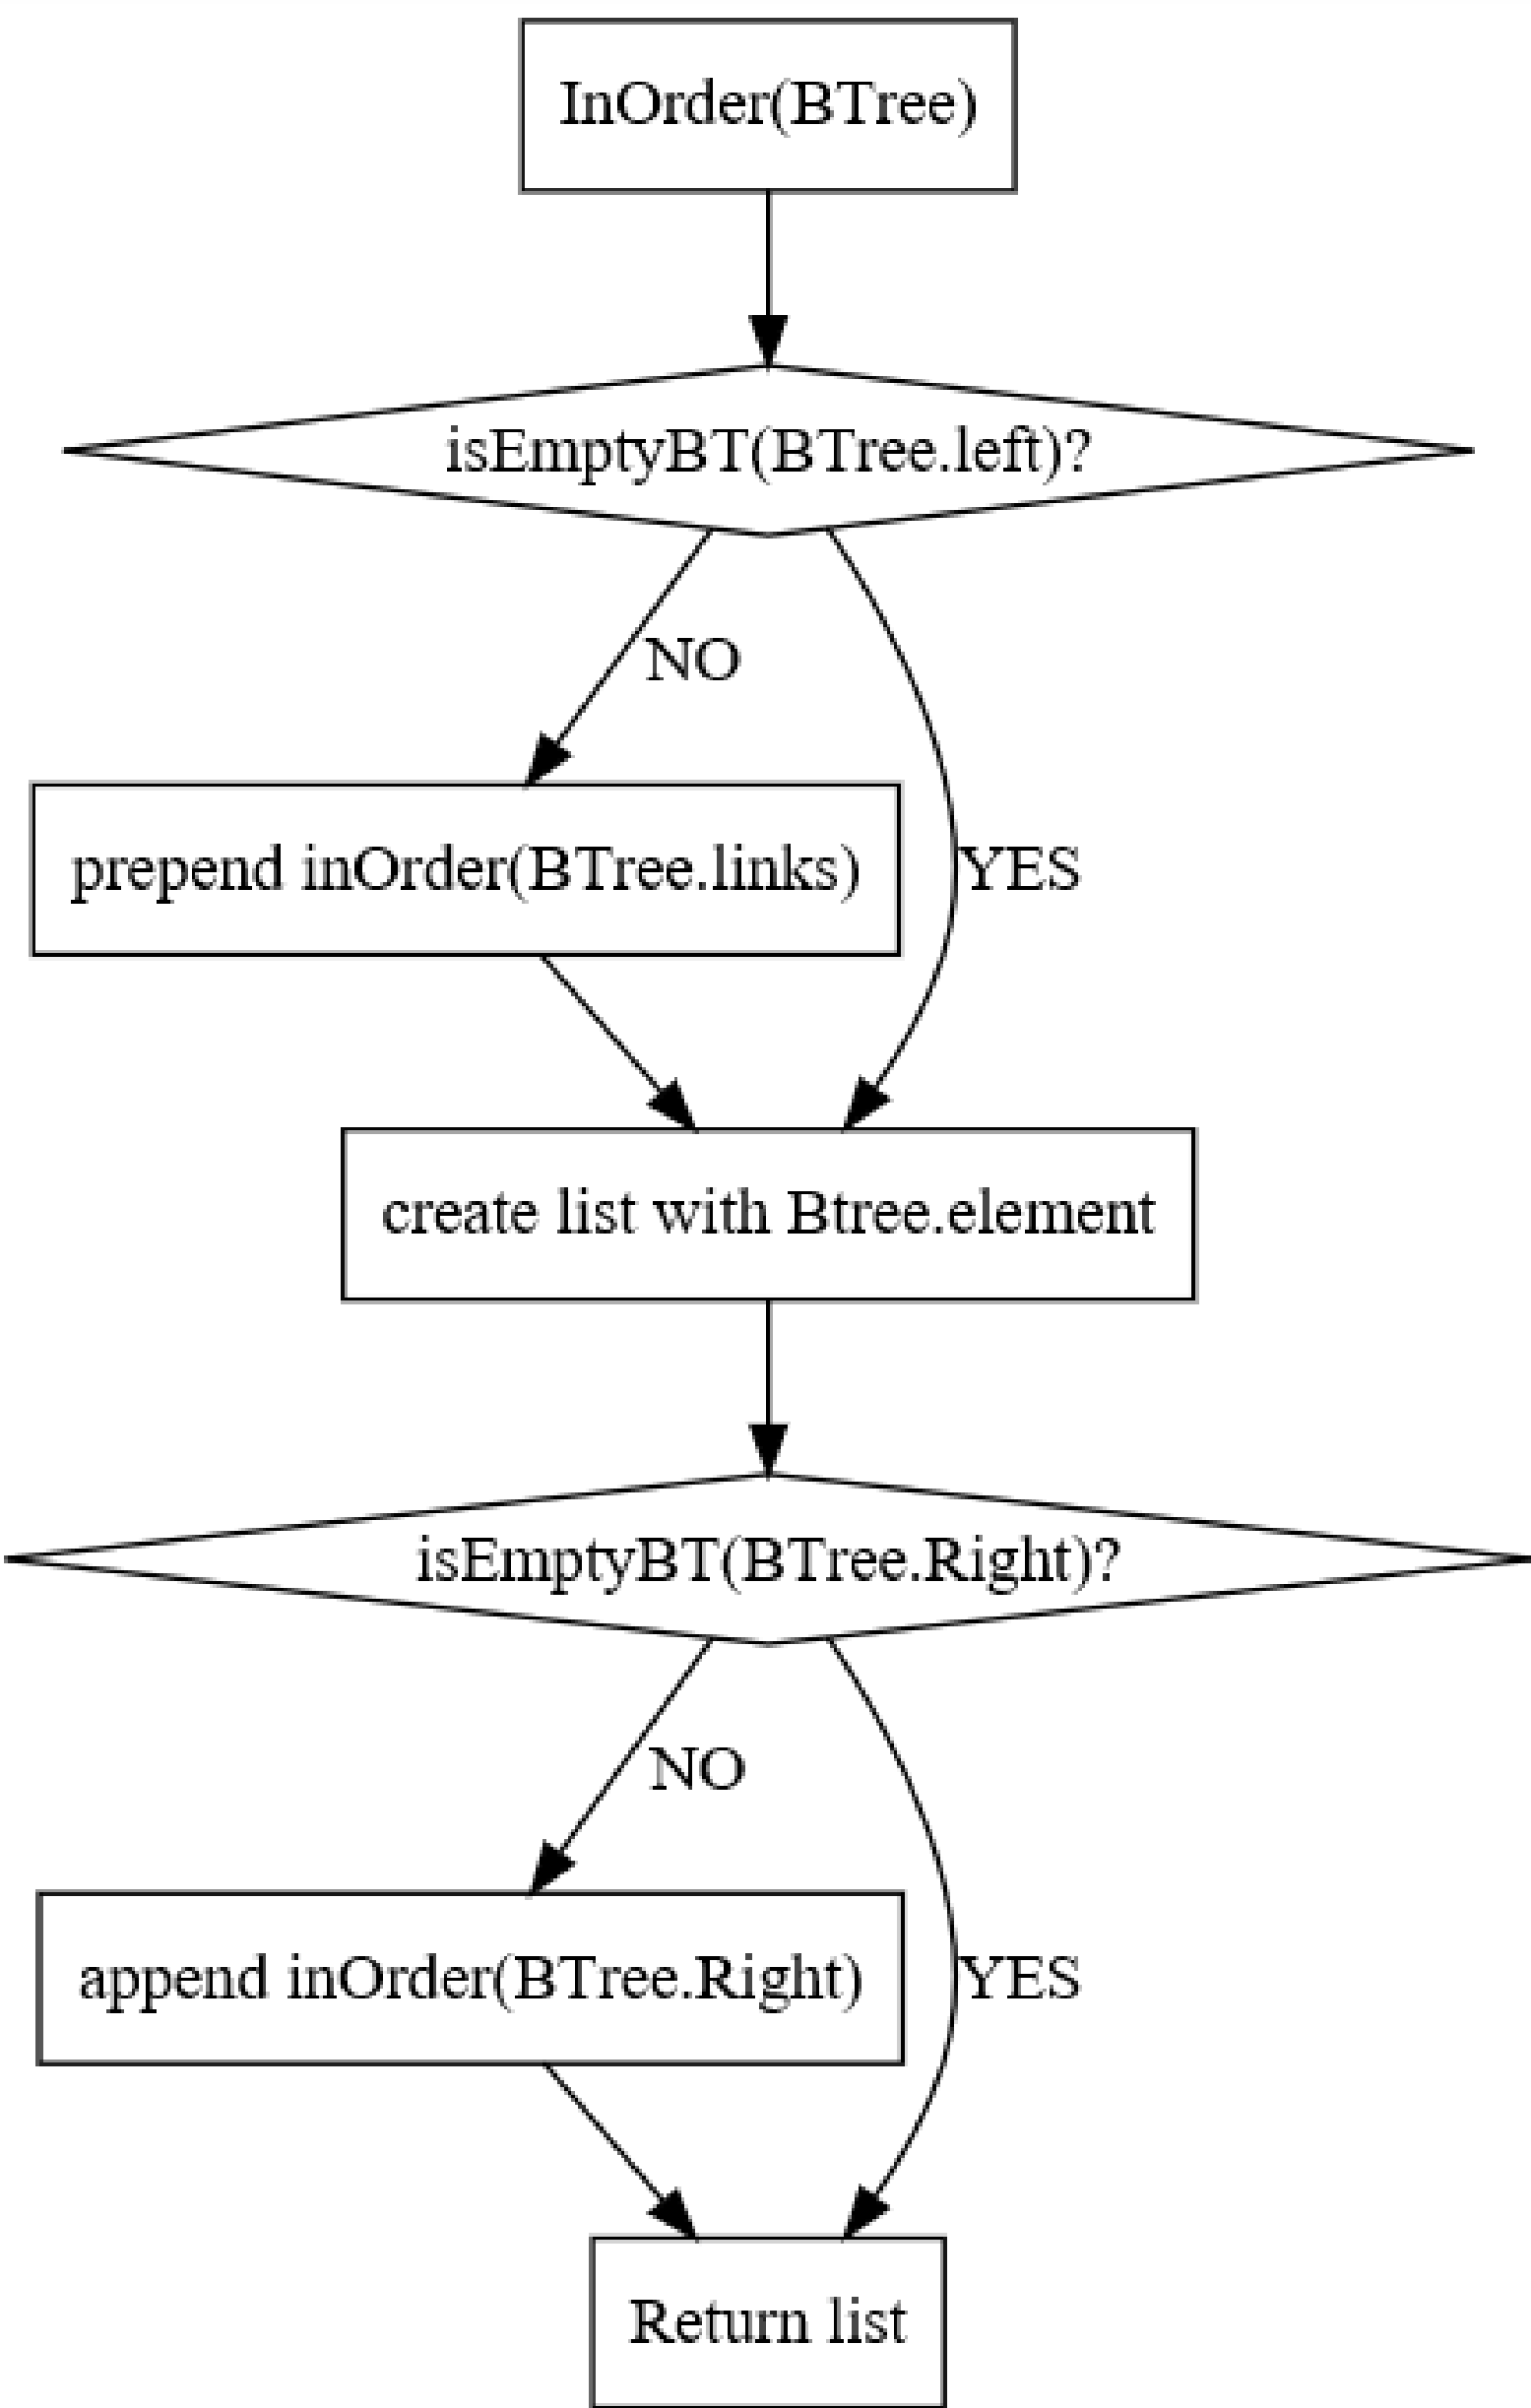 InOrder(BTree)
isEmptyBT(BTree.left)?
NO
prepend inOrder(BTree.links)
YES
create list with Btree.element
isEmptyBT(BTree.Right)?
NO
append inOrder(BTree.Right)
YES
Return list